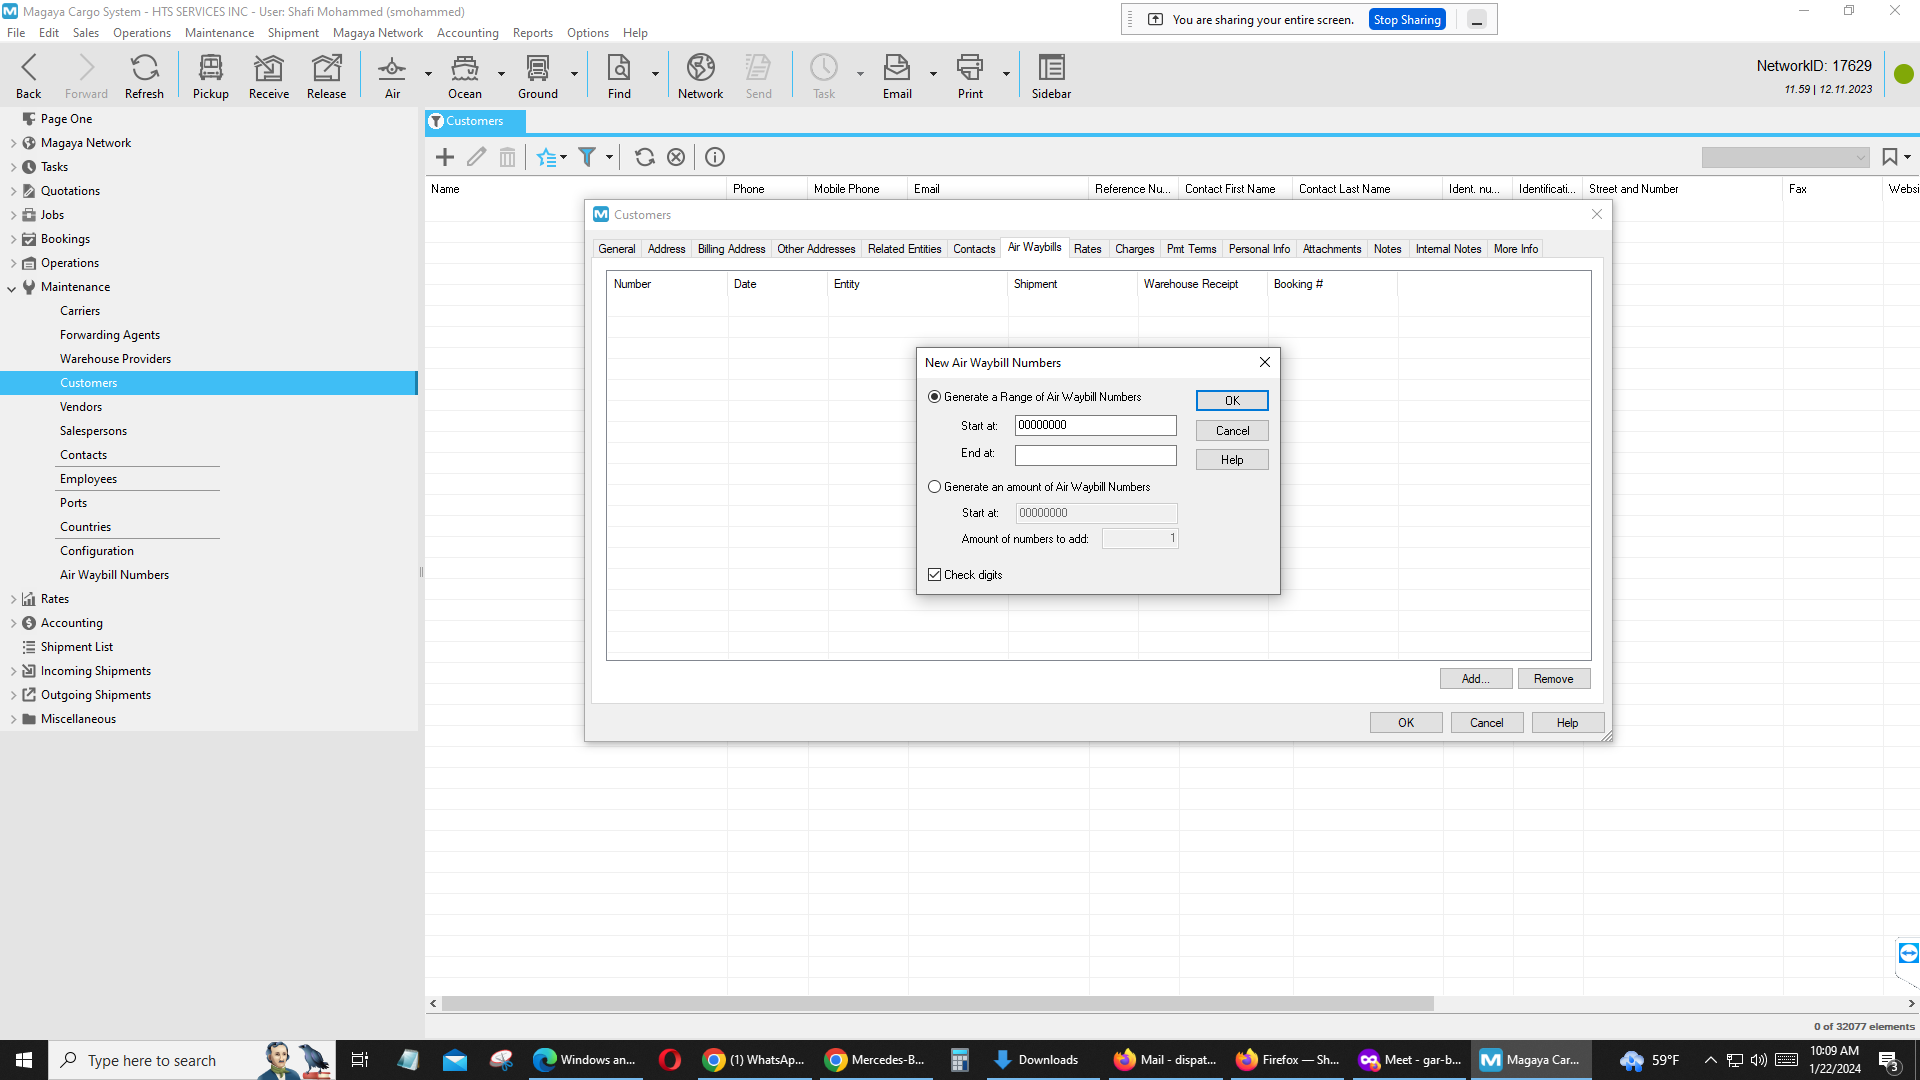 Magaya Cargo System - HTS SERVICES INC - User: Shafi Mohammed (smohammed)
You are sharing your entire screen.
Stop Sharing
File Edit Sales Operations Maintenance Shipment Magaya Network Accounting Reports Options Help
Back Forward Refresh Pickup Receive Release Air Ocean Ground Find Network Send Task Email Print Sidebar
NetworkID: 17629
11.59 | 12.11.2023
Page One
Magaya Network
Tasks
Quotations
Jobs
Bookings
Operations
Maintenance
Carriers
Forwarding Agents
Warehouse Providers
Customers
Vendors
Salespersons
Contacts
Employees
Ports
Countries
Configuration
Air Waybill Numbers
Rates
Accounting
Shipment List
Incoming Shipments
Outgoing Shipments
Miscellaneous
Customers
Name Phone Mobile Phone Email Reference Nu... Contact First Name Contact Last Name Ident. nu... Identificati... Street and Number Fax Websi
Customers
General Address Billing Address Other Addresses Related Entities Contacts Air Waybills Rates Charges Pmt Terms Personal Info Attachments Notes Internal Notes More Info
Number Date Entity Shipment Warehouse Receipt Booking #
New Air Waybill Numbers
Generate a Range of Air Waybill Numbers
Start at: 00000000
End at:
OK
Cancel
Help
Generate an amount of Air Waybill Numbers
Start at: 00000000
Amount of numbers to add: 1
Check digits
Add... Remove
OK Cancel Help
0 of 32077 elements
Type here to search
Windows an...
(1) WhatsAp...
Mercedes-B...
Downloads
Mail - dispat...
Firefox — Sh...
Meet - gar-b...
Magaya Car...
59°F
10:09 AM
1/22/2024
3